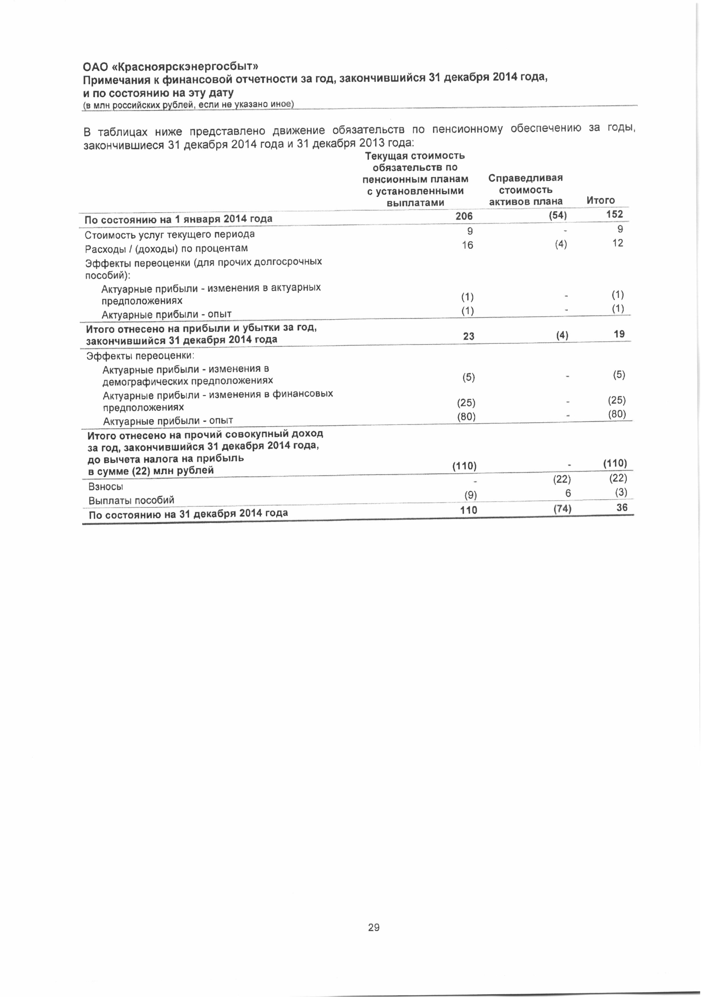 ОАО «Красноярскэнергосбыт»
Примечания к финансовой отчетности за год, закончившийся 31 декабря 2014 года,
и по состоянию на эту дату
(в млн российских рублей, если не указано иное)
В таблицах ниже представлено движение обязательств по пенсионному обеспечению за годы,
закончившиеся 31 декабря 2014 года и 31 декабря 2013 года:
Текущая стоимость
обязательств по
пенсионным планам Справедливая
с установленными стоимость
выплатами активов плана Итого
По состоянию на 1 января 2014 года 206 (54) 152
Стоимость услуг текущего периода 9 - 9
Расходы / (доходы) по процентам 16 (4) 12
Эффекты переоценки (для прочих долгосрочных
пособий):
Актуарные прибыли - изменения в актуарных
предположениях (1) - (1)
Актуарные прибыли - опыт (1) - (1)
Итого отнесено на прибыли и убытки за год,
закончившийся 31 декабря 2014 года 23 (4) 19
Эффекты переоценки:
Актуарные прибыли - изменения в
демографических предположениях (5) - (5)
Актуарные прибыли - изменения в финансовых
предположениях (25) - (25)
Актуарные прибыли - опыт (80) - (80)
Итого отнесено на прочий совокупный доход
за год, закончившийся 31 декабря 2014 года,
до вычета налога на прибыль
в сумме (22) млн рублей (110) - (110)
Взносы - (22) (22)
Выплаты пособий (9) 6 (3)
По состоянию на 31 декабря 2014 года 110 (74) 36
29